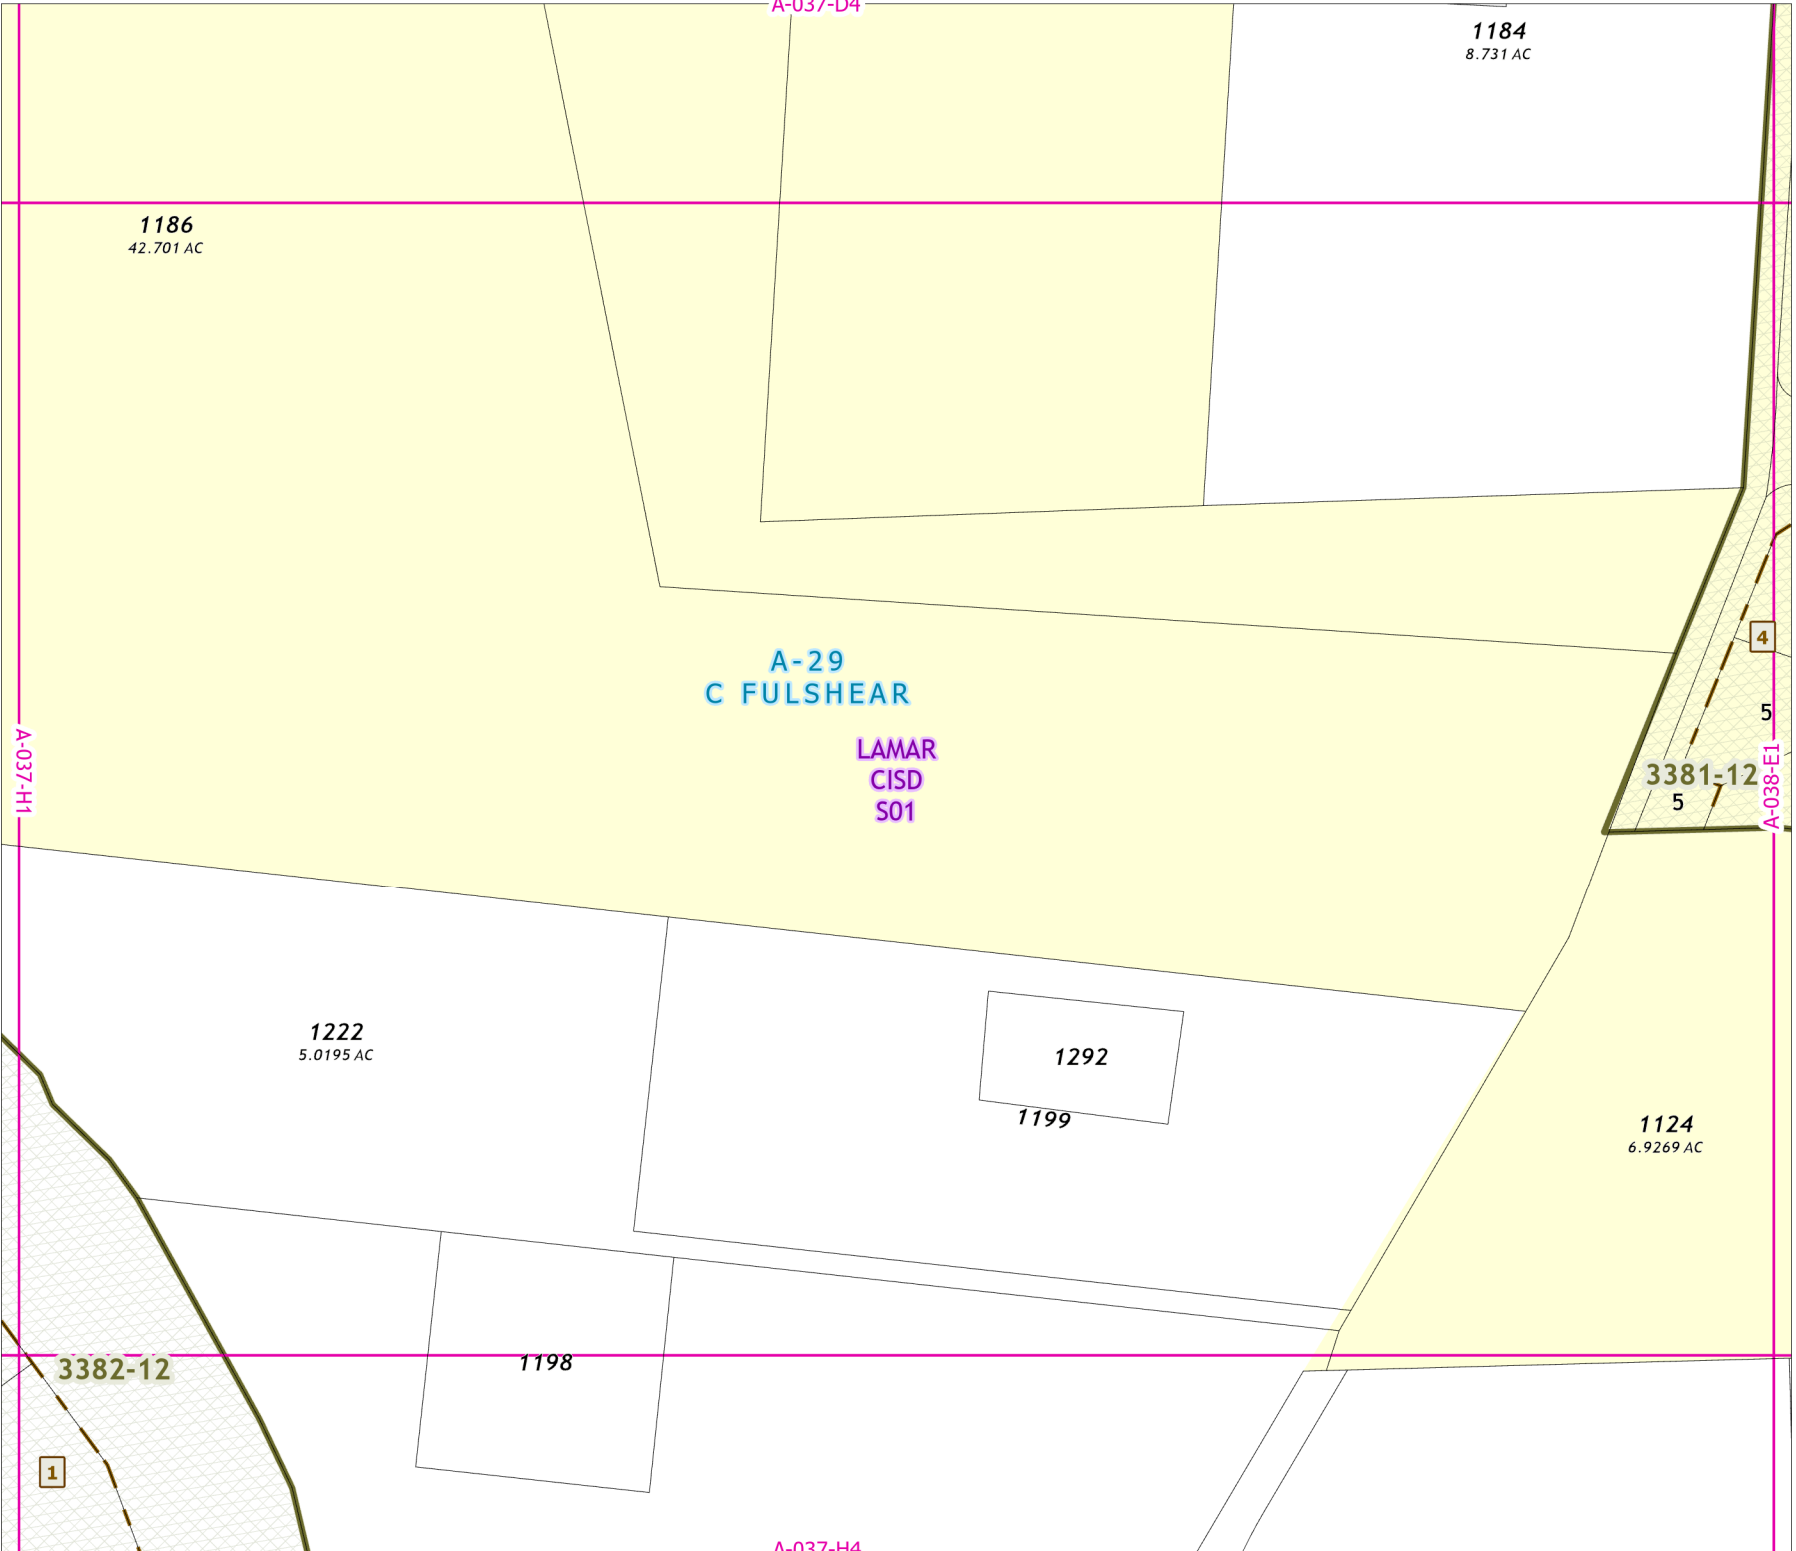 A-037-D4
1184
8.731 AC
1186
42.701 AC
4
A-29
C FULSHEAR
5
LAMAR
CISD
S01
A-037-H1
3381-12
A-038-E1
5
1222
5.0195 AC
1292
1199
1124
6.9269 AC
1198
3382-12
1
A-037-H4